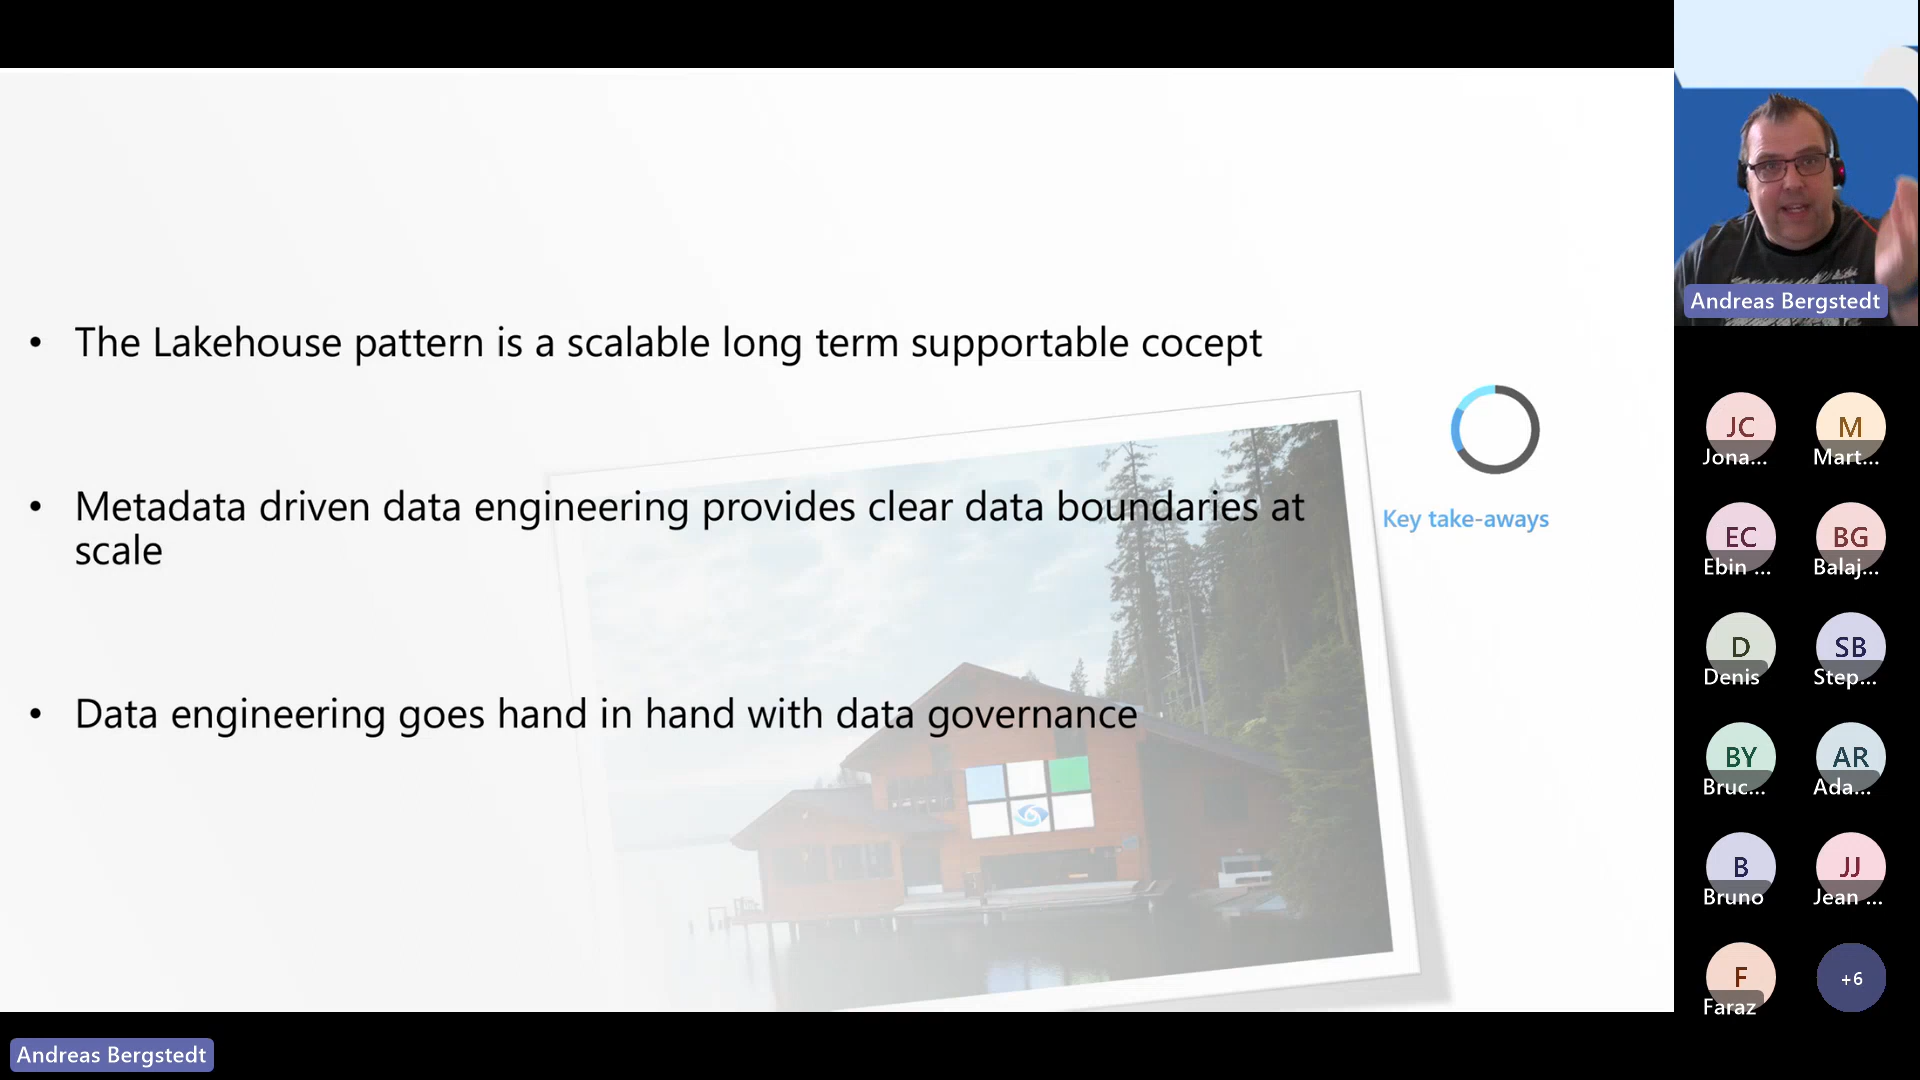 • The Lakehouse pattern is a scalable long term supportable cocept
• Metadata driven data engineering provides clear data boundaries at
scale
• Data engineering goes hand in hand with data governance
Key take-aways
Andreas Bergstedt
JC
Jona...
M
Mart...
EC
Ebin ...
BG
Balaj...
D
Denis
SB
Step...
BY
Bruc...
AR
Ada...
B
Bruno
JJ
Jean ...
F
Faraz
+6
Andreas Bergstedt